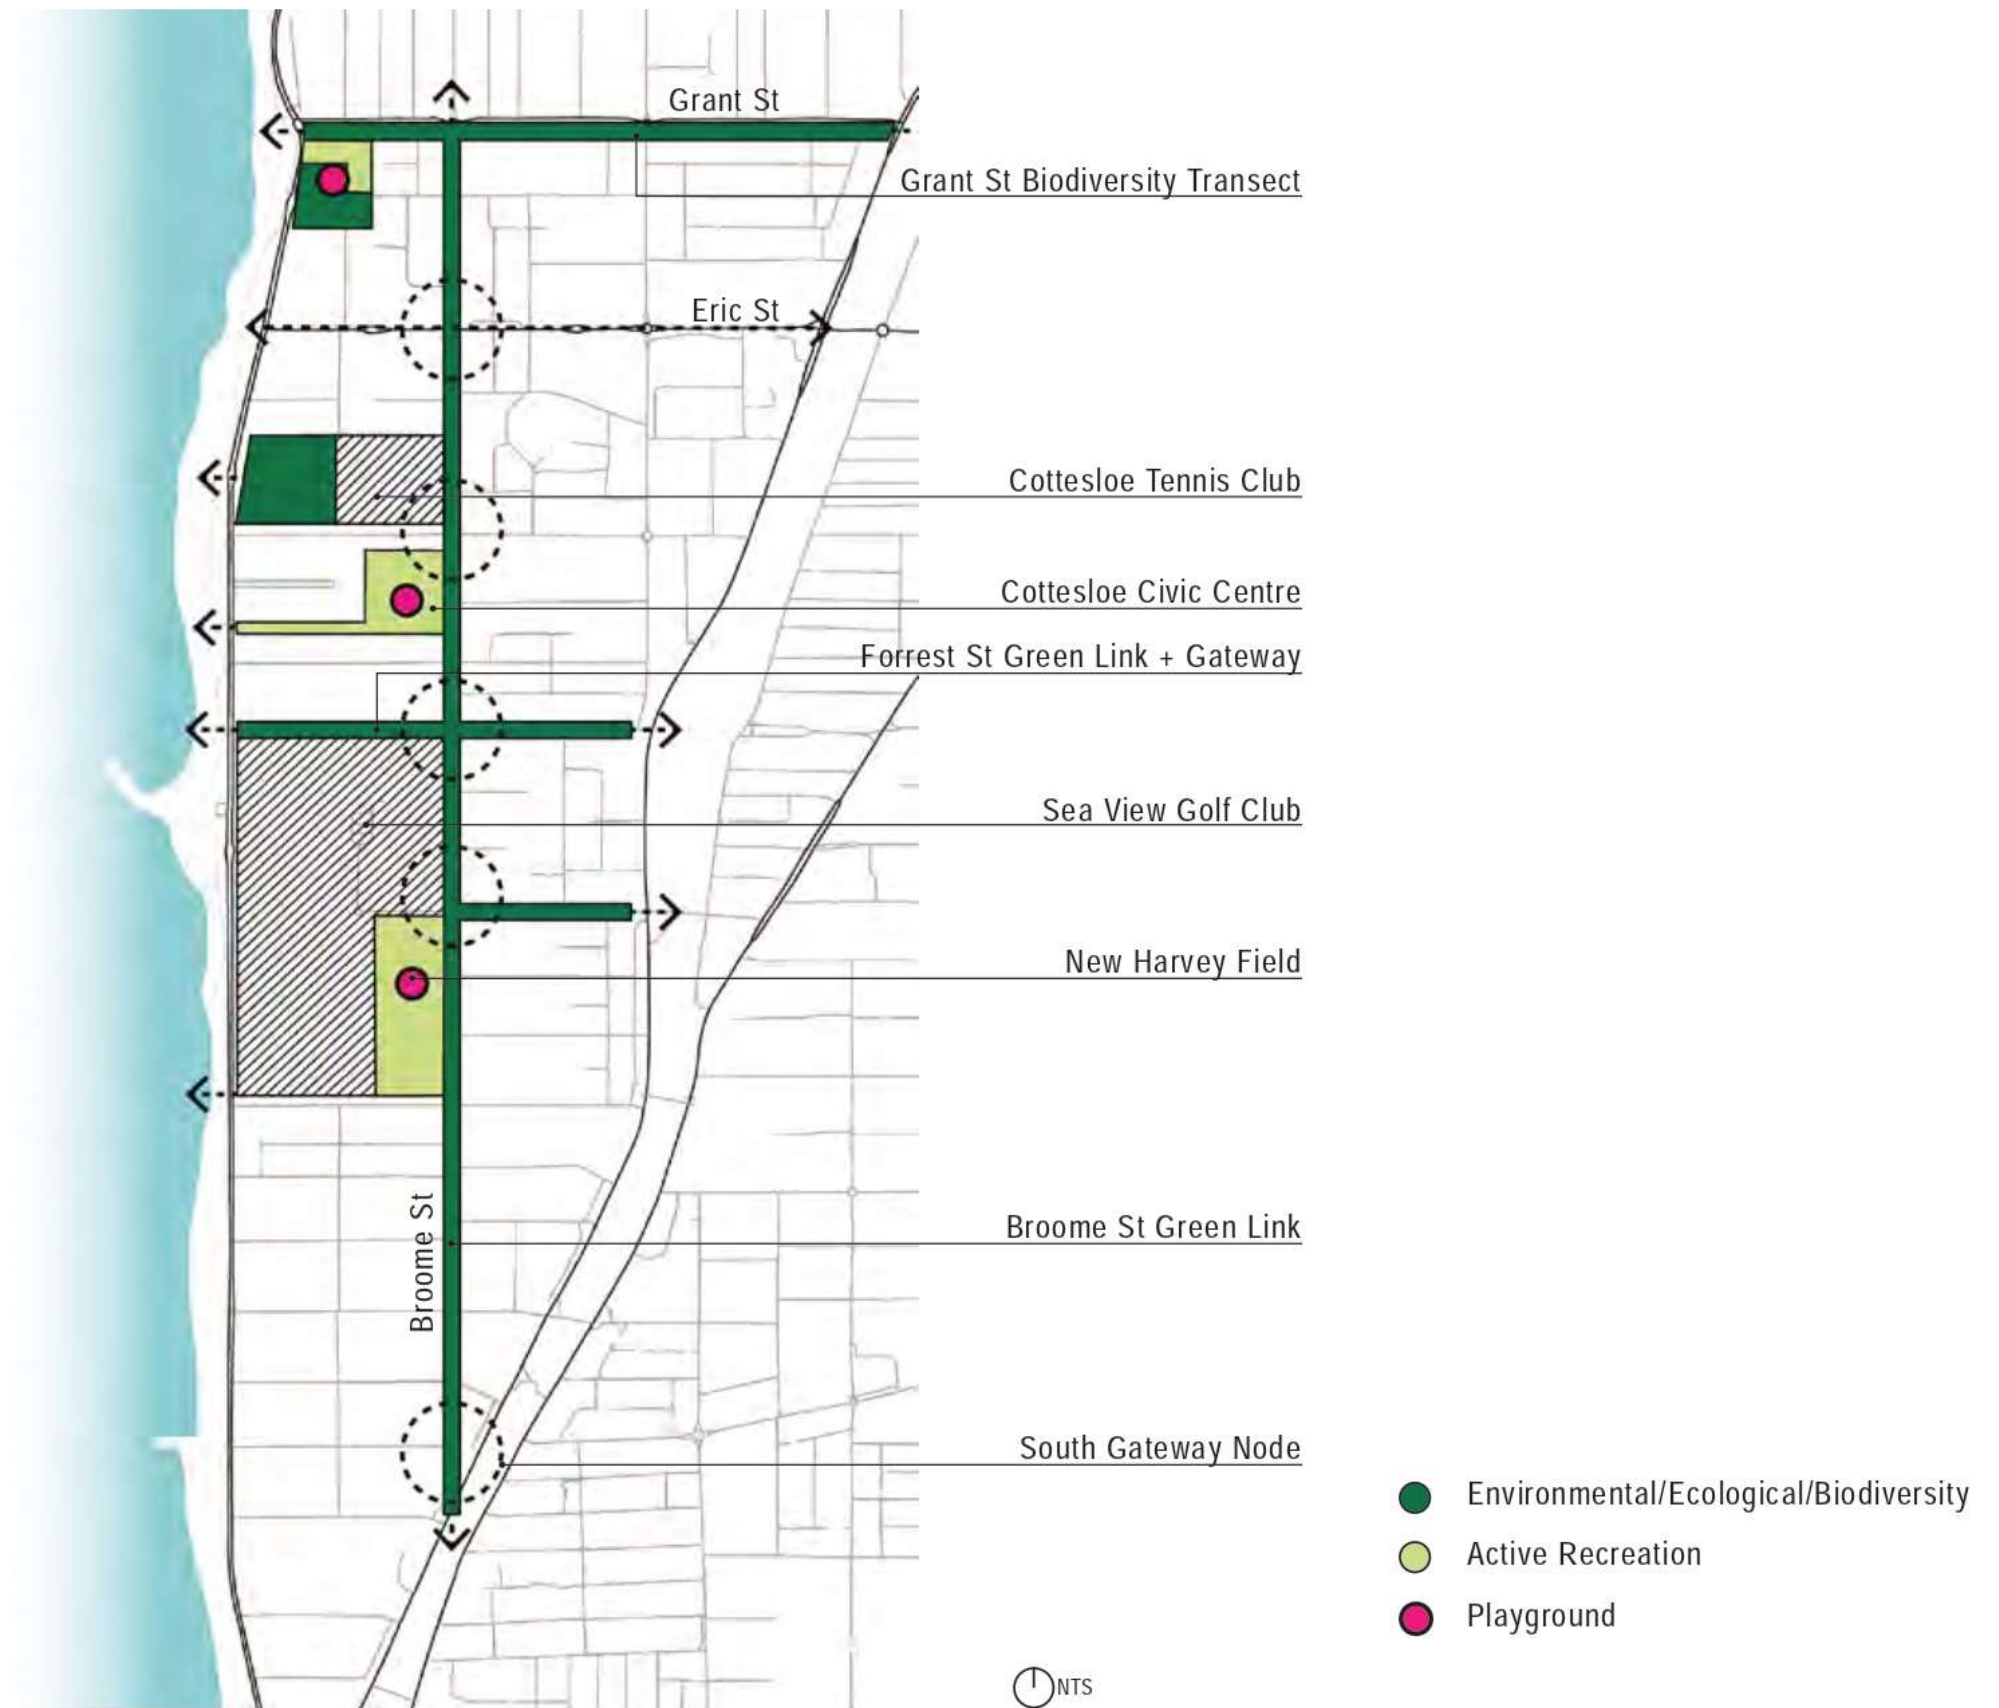 Grant St
Grant St Biodiversity Transect
Eric St
Cottesloe Tennis Club
Cottesloe Civic Centre
Forrest St Green Link + Gateway
Sea View Golf Club
New Harvey Field
Broome St
Broome St Green Link
South Gateway Node
Environmental/Ecological/Biodiversity
Active Recreation
Playground
NTS